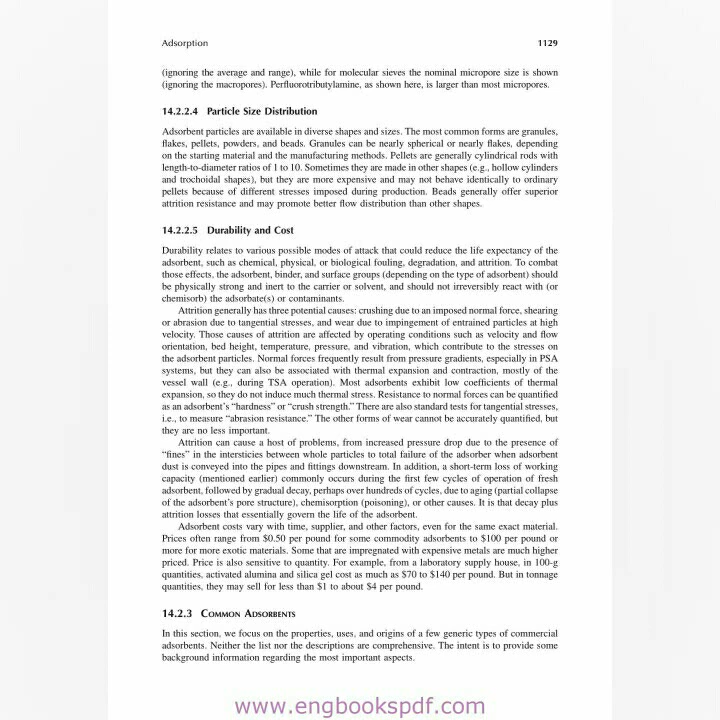 Adsorption 1129
(ignoring the average and range), while for molecular sieves the nominal micropore size is shown
(ignoring the macropores). Perfluorotributylamine, as shown here, is larger than most micropores.
14.2.2.4 Particle Size Distribution
Adsorbent particles are available in diverse shapes and sizes. The most common forms are granules,
flakes, pellets, powders, and beads. Granules can be nearly spherical or nearly flakes, depending
on the starting material and the manufacturing methods. Pellets are generally cylindrical rods with
length-to-diameter ratios of 1 to 10. Sometimes they are made in other shapes (e.g., hollow cylinders
and trochoidal shapes), but they are more expensive and may not behave identically to ordinary
pellets because of different stresses imposed during production. Beads generally offer superior
attrition resistance and may promote better flow distribution than other shapes.
14.2.2.5 Durability and Cost
Durability relates to various possible modes of attack that could reduce the life expectancy of the
adsorbent, such as chemical, physical, or biological fouling, degradation, and attrition. To combat
those effects, the adsorbent, binder, and surface groups (depending on the type of adsorbent) should
be physically strong and inert to the carrier or solvent, and should not irreversibly react with (or
chemisorb) the adsorbate(s) or contaminants.
Attrition generally has three potential causes: crushing due to an imposed normal force, shearing
or abrasion due to tangential stresses, and wear due to impingement of entrained particles at high
velocity. Those causes of attrition are affected by operating conditions such as velocity and flow
orientation, bed height, temperature, pressure, and vibration, which contribute to the stresses on
the adsorbent particles. Normal forces frequently result from pressure gradients, especially in PSA
systems, but they can also be associated with thermal expansion and contraction, mostly of the
vessel wall (e.g., during TSA operation). Most adsorbents exhibit low coefficients of thermal
expansion, so they do not induce much thermal stress. Resistance to normal forces can be quantified
as an adsorbent's “hardness” or “crush strength.” There are also standard tests for tangential stresses,
i.e., to measure “abrasion resistance.” The other forms of wear cannot be accurately quantified, but
they are no less important.
Attrition can cause a host of problems, from increased pressure drop due to the presence of
“fines” in the interstices between whole particles to total failure of the adsorber when adsorbent
dust is conveyed into the pipes and fittings downstream. In addition, a short-term loss of working
capacity (mentioned earlier) commonly occurs during the first few cycles of operation of fresh
adsorbent, followed by gradual decay, perhaps over hundreds of cycles, due to aging (partial collapse
of the adsorbent's pore structure), chemisorption (poisoning), or other causes. It is that decay plus
attrition losses that essentially govern the life of the adsorbent.
Adsorbent costs vary with time, supplier, and other factors, even for the same exact material.
Prices often range from $0.50 per pound for some commodity adsorbents to $100 per pound or
more for more exotic materials. Some that are impregnated with expensive metals are much higher
priced. Price is also sensitive to quantity. For example, from a laboratory supply house, in 100-g
quantities, activated alumina and silica gel cost as much as $70 to $140 per pound. But in tonnage
quantities, they may sell for less than $1 to about $4 per pound.
14.2.3 COMMON ADSORBENTS
In this section, we focus on the properties, uses, and origins of a few generic types of commercial
adsorbents. Neither the list nor the descriptions are comprehensive. The intent is to provide some
background information regarding the most important aspects.
www.engbookspdf.com